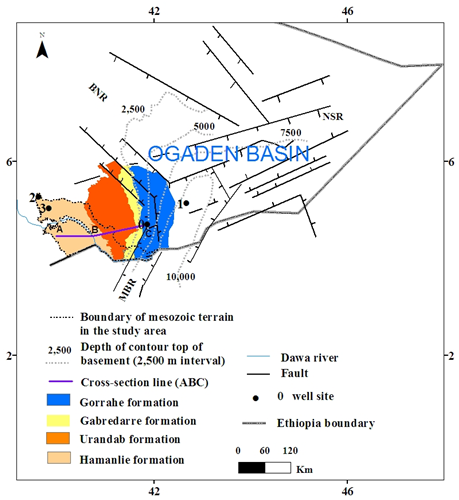 42 46
N
BNR
2,500
5000
7500
NSR
6 6
OGADEN BASIN
2
3
1
A B
10,000
MBR
2 2
Boundary of mesozoic terrain
in the study area
2,500 Depth of contour top of
basement (2,500 m interval)
Cross-section line (ABC)
Gorrahe formation
Gabredarre formation
Urandab formation
Hamanlie formation
Dawa river
Fault
0 well site
Ethiopia boundary
0 60 120
Km
42 46